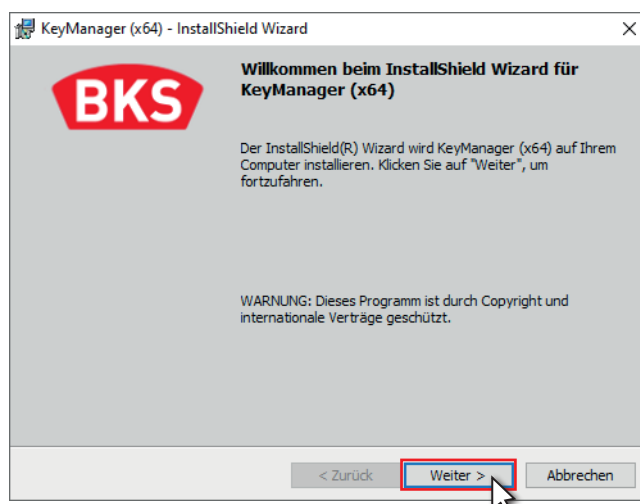 KeyManager (x64) - InstallShield Wizard
BKS
Willkommen beim InstallShield Wizard für
KeyManager (x64)
Der InstallShield(R) Wizard wird KeyManager (x64) auf Ihrem
Computer installieren. Klicken Sie auf "Weiter", um
fortzufahren.
WARNUNG: Dieses Programm ist durch Copyright und
internationale Verträge geschützt.
< Zurück Weiter > Abbrechen